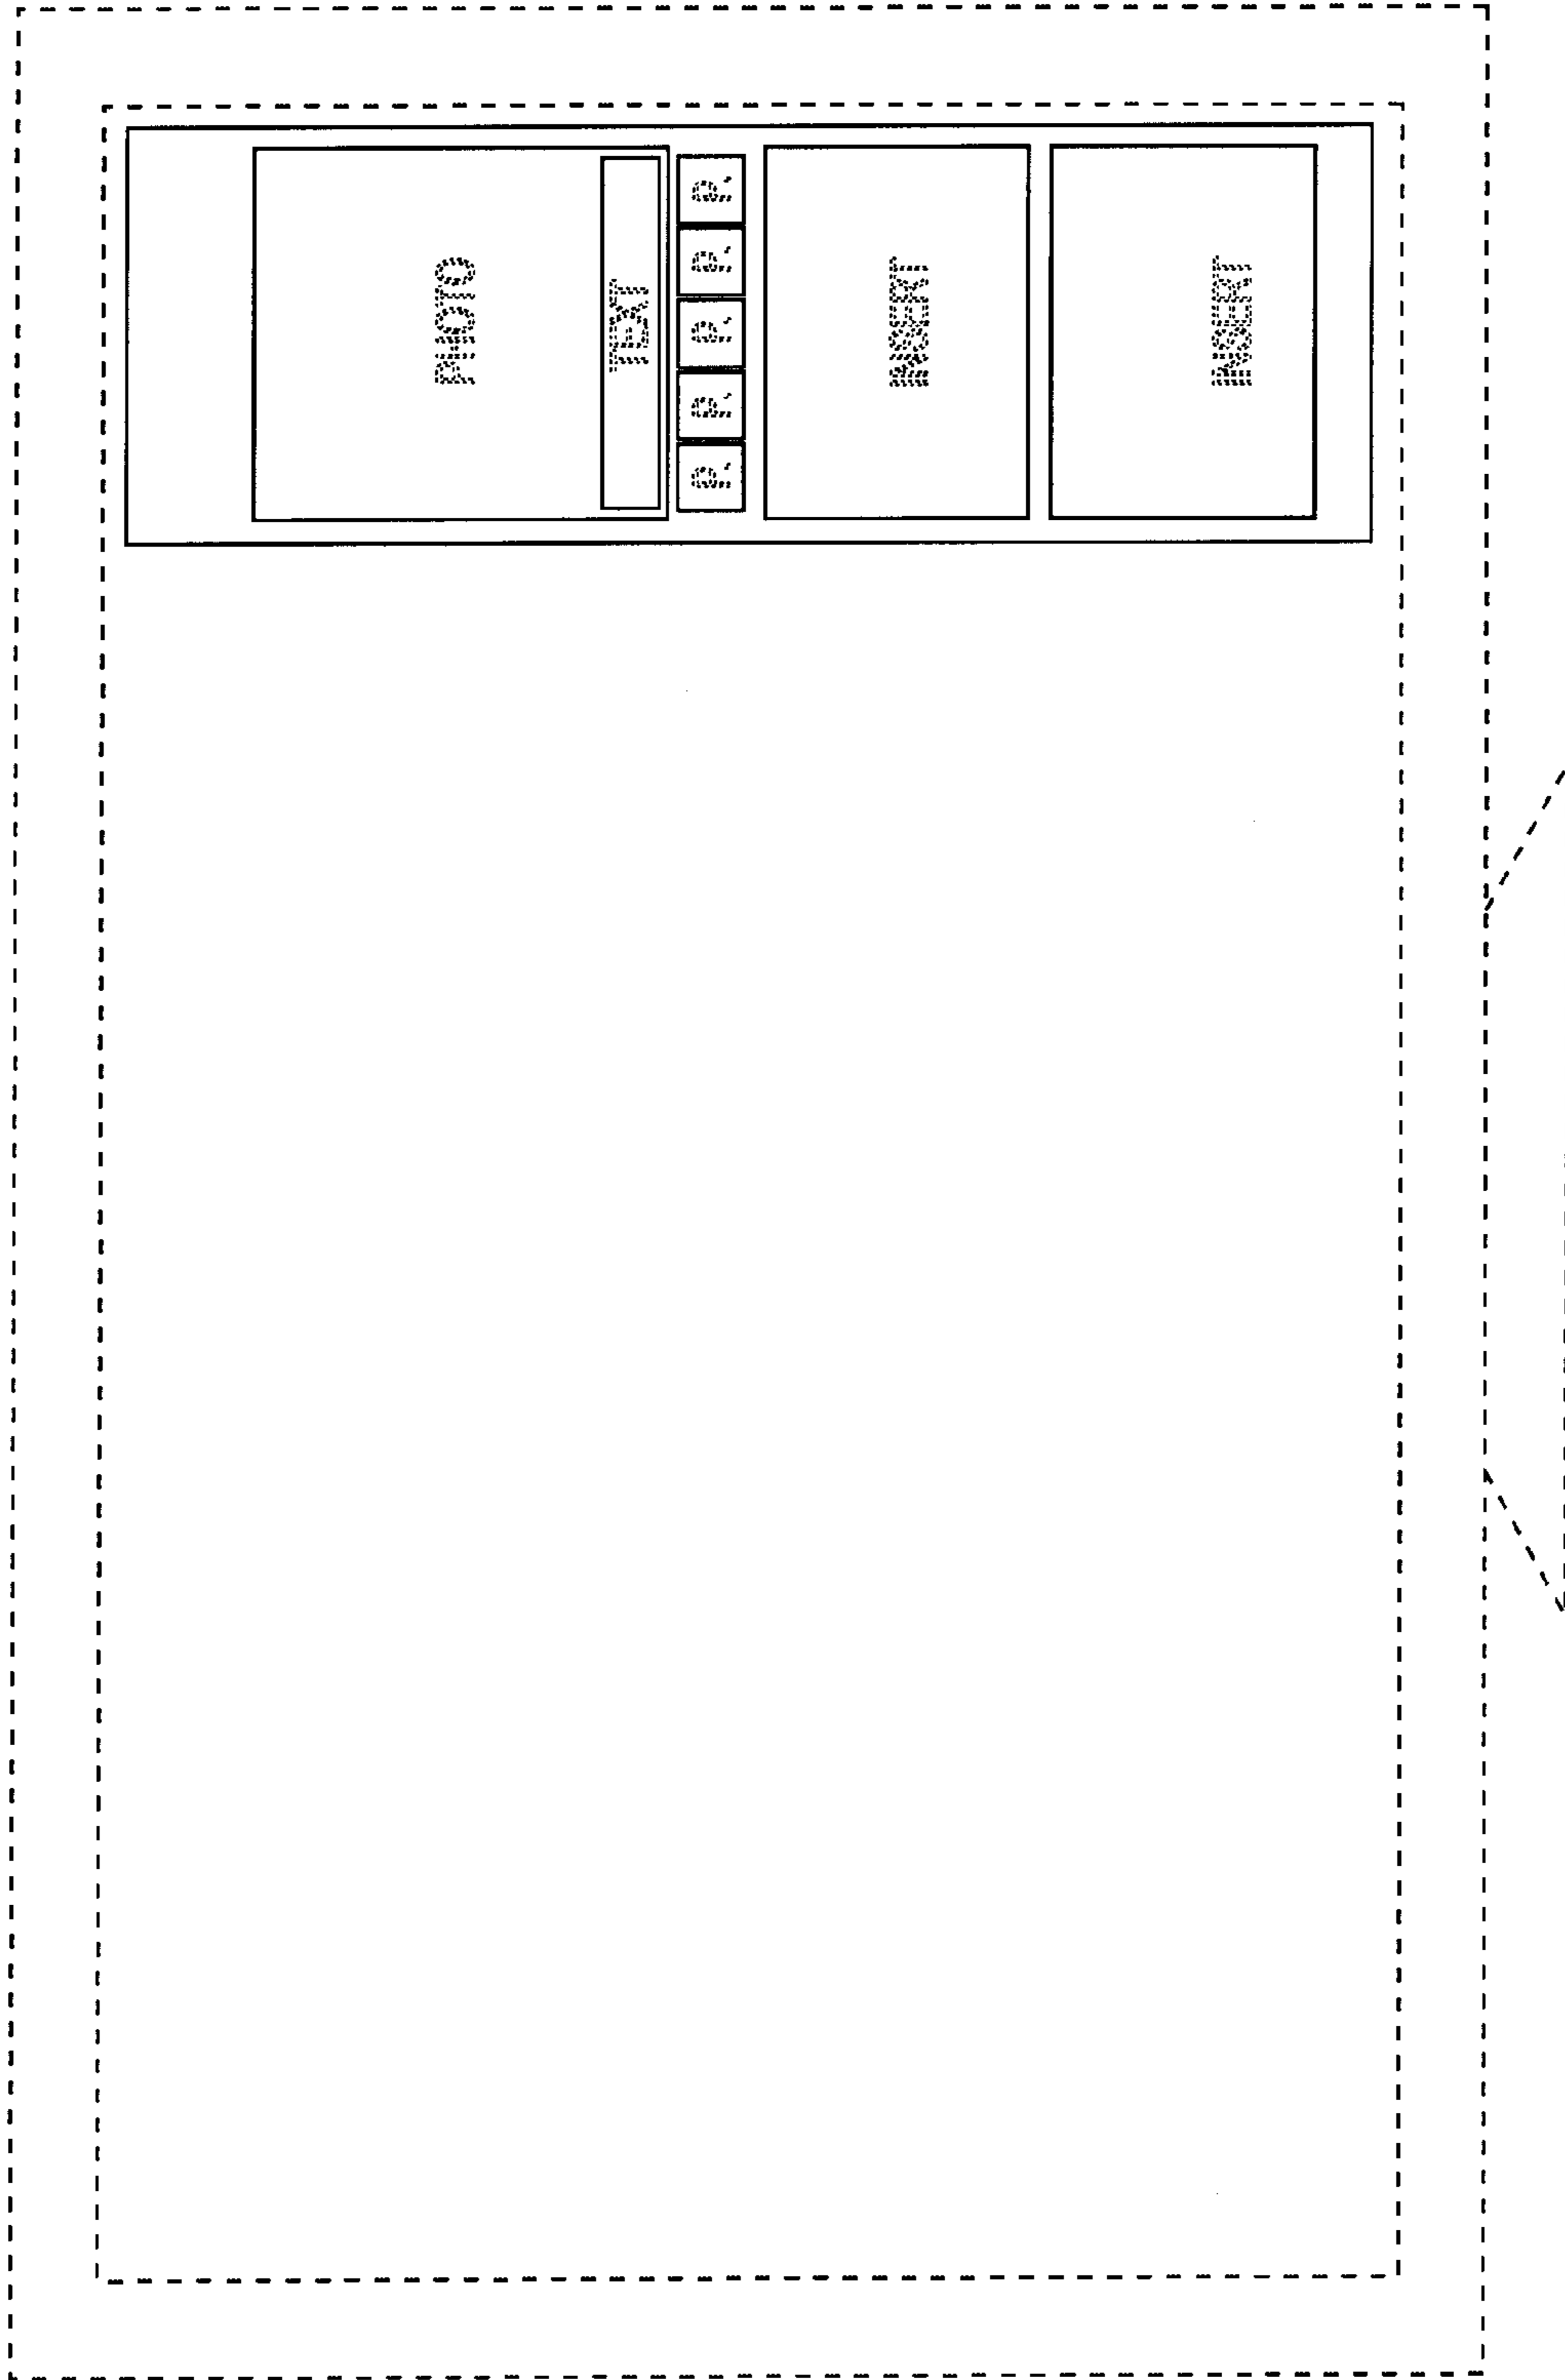 PHOTO
TEXT
P. P. P. P. P.
INSERT
INSERT